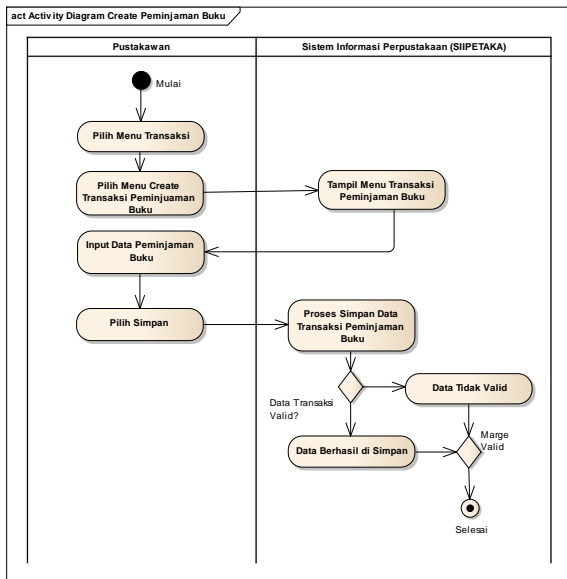 act Activity Diagram Create Peminjaman Buku
Pustakawan
Sistem Informasi Perpustakaan (SIIPETAKA)
Mulai
Pilih Menu Transaksi
Pilih Menu Create
Transaksi Peminjuaman
Buku
Tampil Menu Transaksi
Peminjaman Buku
Input Data Peminjaman
Buku
Pilih Simpan
Proses Simpan Data
Transaksi Peminjaman
Buku
Data Transaksi
Valid?
Data Tidak Valid
Data Berhasil di Simpan
Marge
Valid
Selesai